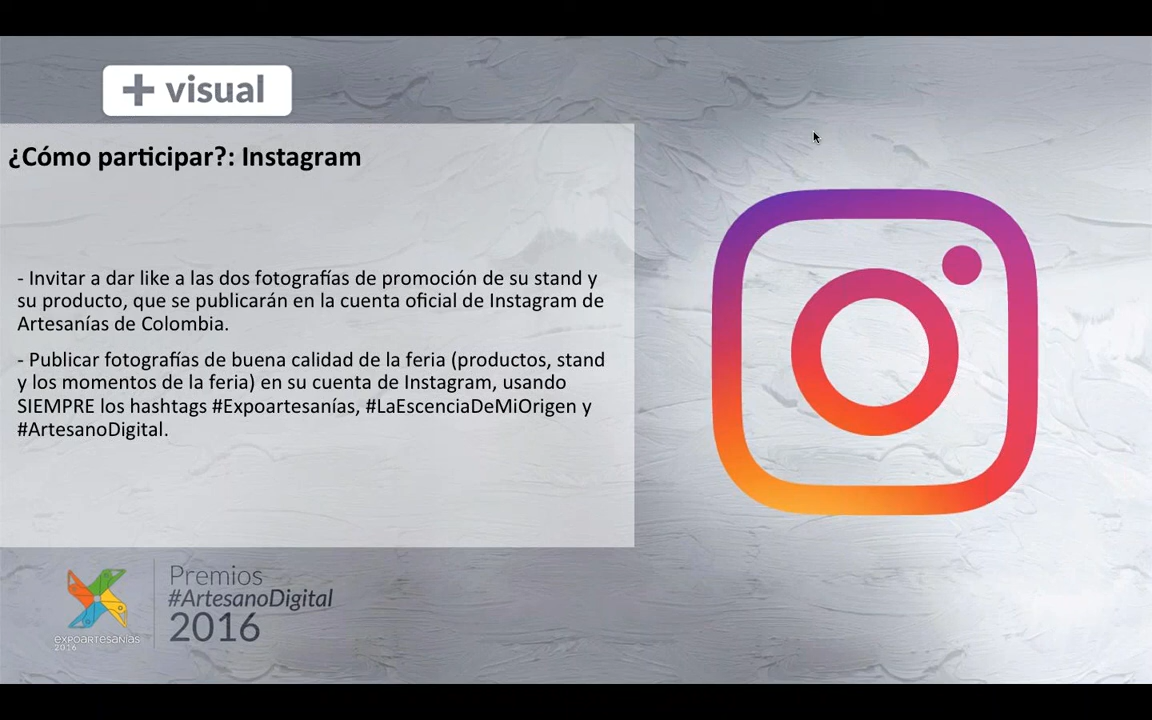 + visual
¿Cómo participar?: Instagram
- Invitar a dar like a las dos fotografías de promoción de su stand y
su producto, que se publicarán en la cuenta oficial de Instagram de
Artesanías de Colombia.
- Publicar fotografías de buena calidad de la feria (productos, stand
y los momentos de la feria) en su cuenta de Instagram, usando
SIEMPRE los hashtags #Expoartesanías, #LaEscenciaDeMiOrigen y
#ArtesanoDigital.
expoartesanías
2016
Premios
#ArtesanoDigital
2016